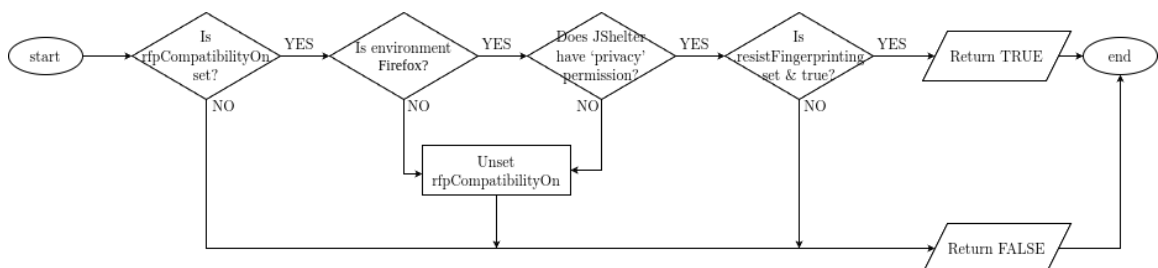 start
Is
rfpCompatibilityOn
set?
YES
NO
Is environment
Firefox?
YES
NO
Does JShelter
have ‘privacy’
permission?
YES
NO
Is
resistFingerprinting
set & true?
YES
NO
Return TRUE
end
Unset
rfpCompatibilityOn
Return FALSE